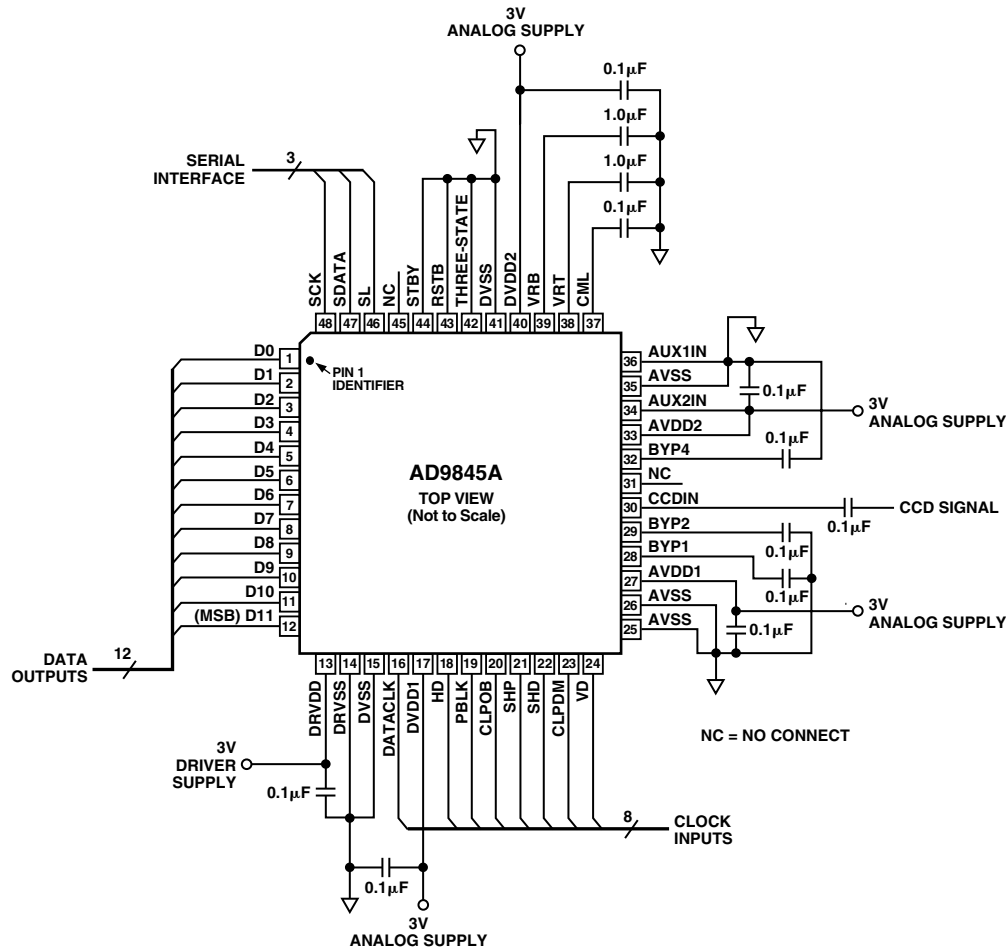 3V
ANALOG SUPPLY
0.1µF
1.0µF
1.0µF
0.1µF
SERIAL
INTERFACE
3
SCK
SDATA
SL
NC
STBY
RSTB
THREE-STATE
DVSS
DVDD2
VRB
VRT
CML
48
47
46
45
44
43
42
41
40
39
38
37
D0
D1
D2
D3
D4
D5
D6
D7
D8
D9
D10
(MSB) D11
1
2
3
4
5
6
7
8
9
10
11
12
PIN 1
IDENTIFIER
DATA
OUTPUTS
12
AD9845A
TOP VIEW
(Not to Scale)
36
35
34
33
32
31
30
29
28
27
26
25
AUX1IN
AVSS
AUX2IN
AVDD2
BYP4
NC
CCDIN
BYP2
BYP1
AVDD1
AVSS
AVSS
0.1µF
3V
ANALOG SUPPLY
0.1µF
CCD SIGNAL
0.1µF
0.1µF
0.1µF
3V
ANALOG SUPPLY
0.1µF
13
14
15
16
17
18
19
20
21
22
23
24
DRVDD
DRVSS
DVSS
DATACLK
DVDD1
HD
PBLK
CLPOB
SHP
SHD
CLPDM
VD
NC = NO CONNECT
3V
DRIVER
SUPPLY
0.1µF
8
CLOCK
INPUTS
0.1µF
3V
ANALOG SUPPLY